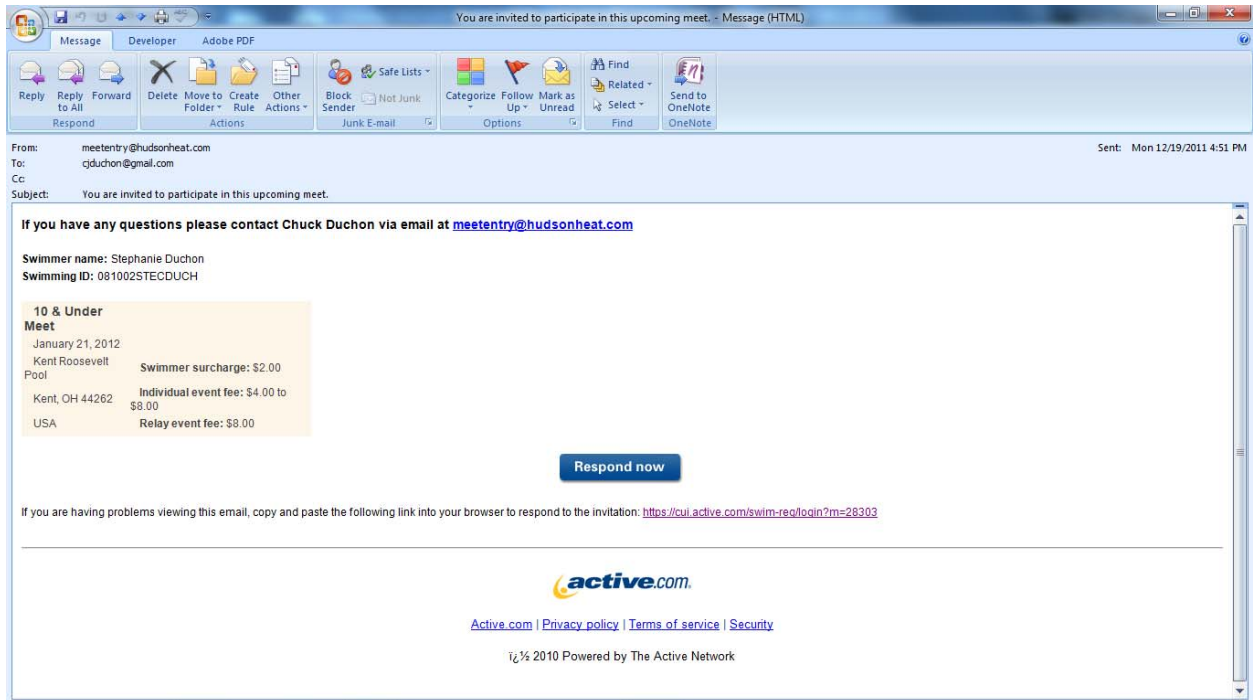 You are invited to participate in this upcoming meet. - Message (HTML)
Message Developer Adobe PDF
Reply Reply to All Forward Delete Move to Folder Create Rule Other Actions Block Sender Safe Lists Not Junk Categorize Follow Up Mark as Unread Find Related Select Send to OneNote
Respond Actions Junk E-mail Options Find OneNote
From: meetentry@hudsonheat.com Sent: Mon 12/19/2011 4:51 PM
To: cjduchon@gmail.com
Cc:
Subject: You are invited to participate in this upcoming meet.
If you have any questions please contact Chuck Duchon via email at meetentry@hudsonheat.com
Swimmer name: Stephanie Duchon
Swimming ID: 081002STECDUCH
10 & Under
Meet
January 21, 2012
Kent Roosevelt
Pool
Swimmer surcharge: $2.00
Kent, OH 44262
Individual event fee: $4.00 to
$8.00
USA
Relay event fee: $8.00
Respond now
If you are having problems viewing this email, copy and paste the following link into your browser to respond to the invitation: https://cui.active.com/swim-reg/login?m=28303
active.com.
Active.com | Privacy policy | Terms of service | Security
ï¿½ 2010 Powered by The Active Network